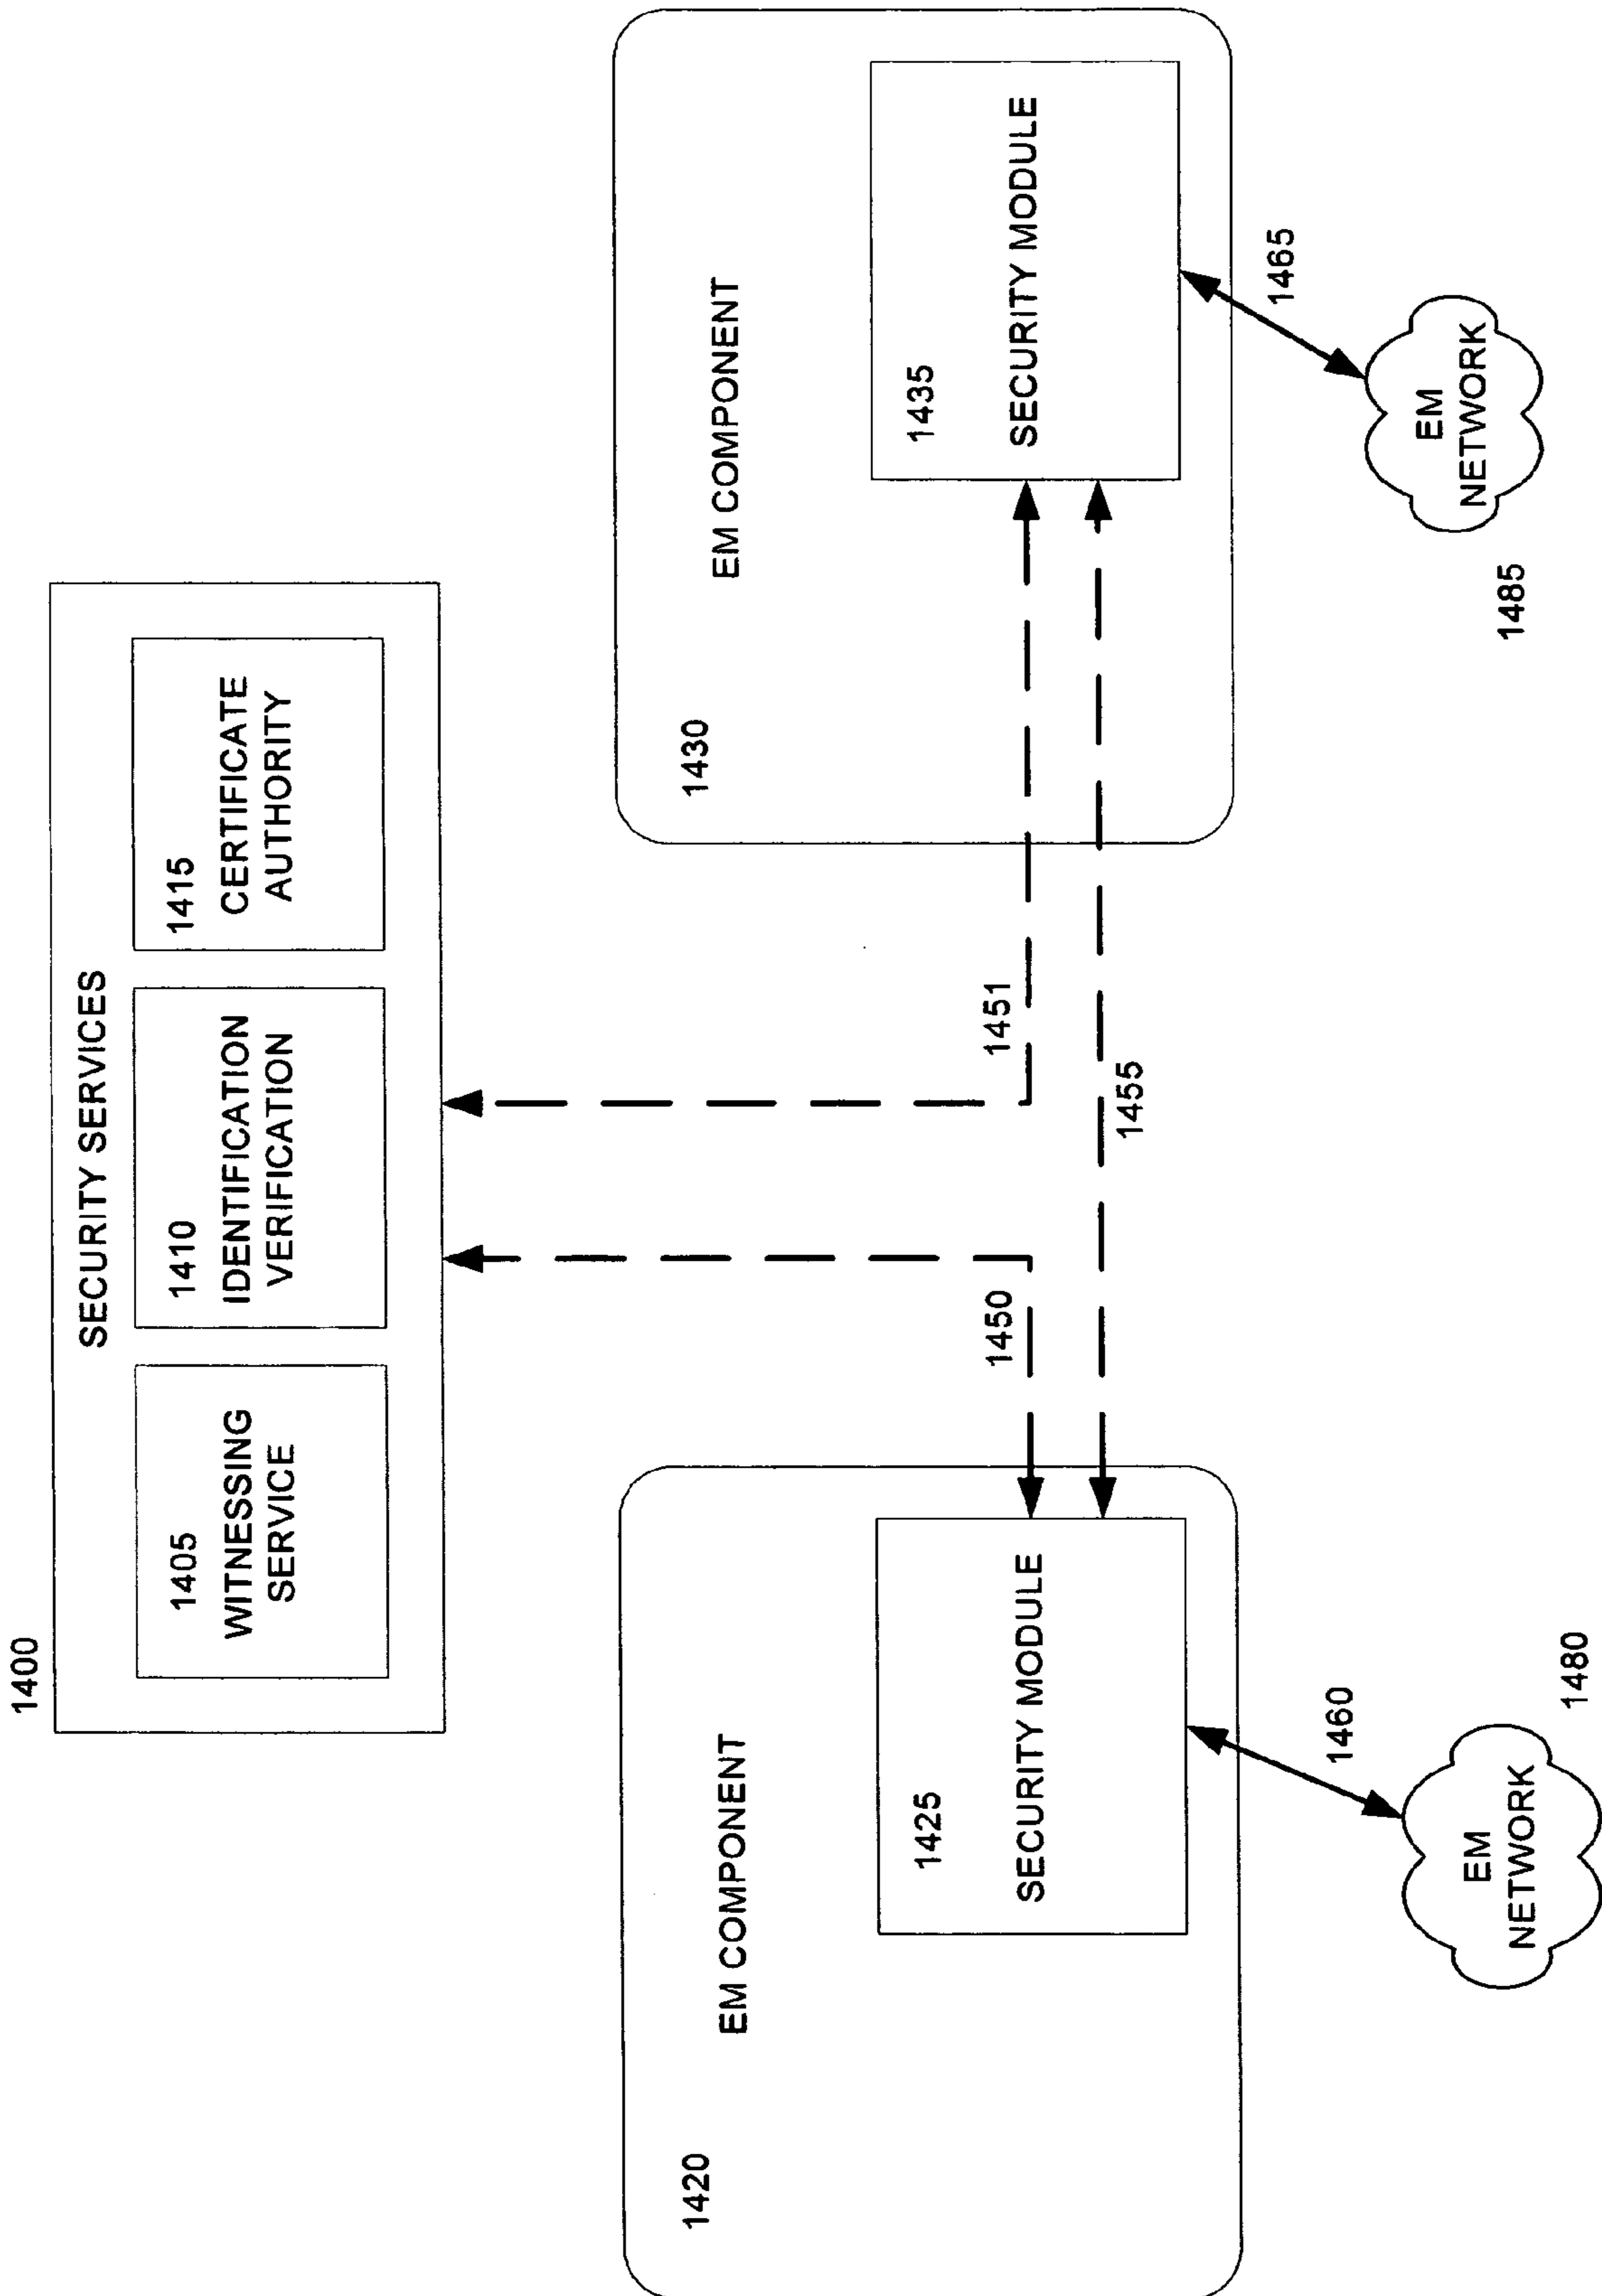 1400
SECURITY SERVICES
1405
WITNESSING
SERVICE
1410
IDENTIFICATION
VERIFICATION
1415
CERTIFICATE
AUTHORITY
1450
1451
1455
1420
EM COMPONENT
1425
SECURITY MODULE
1430
EM COMPONENT
1435
SECURITY MODULE
1460
EM
NETWORK
1480
1465
EM
NETWORK
1485